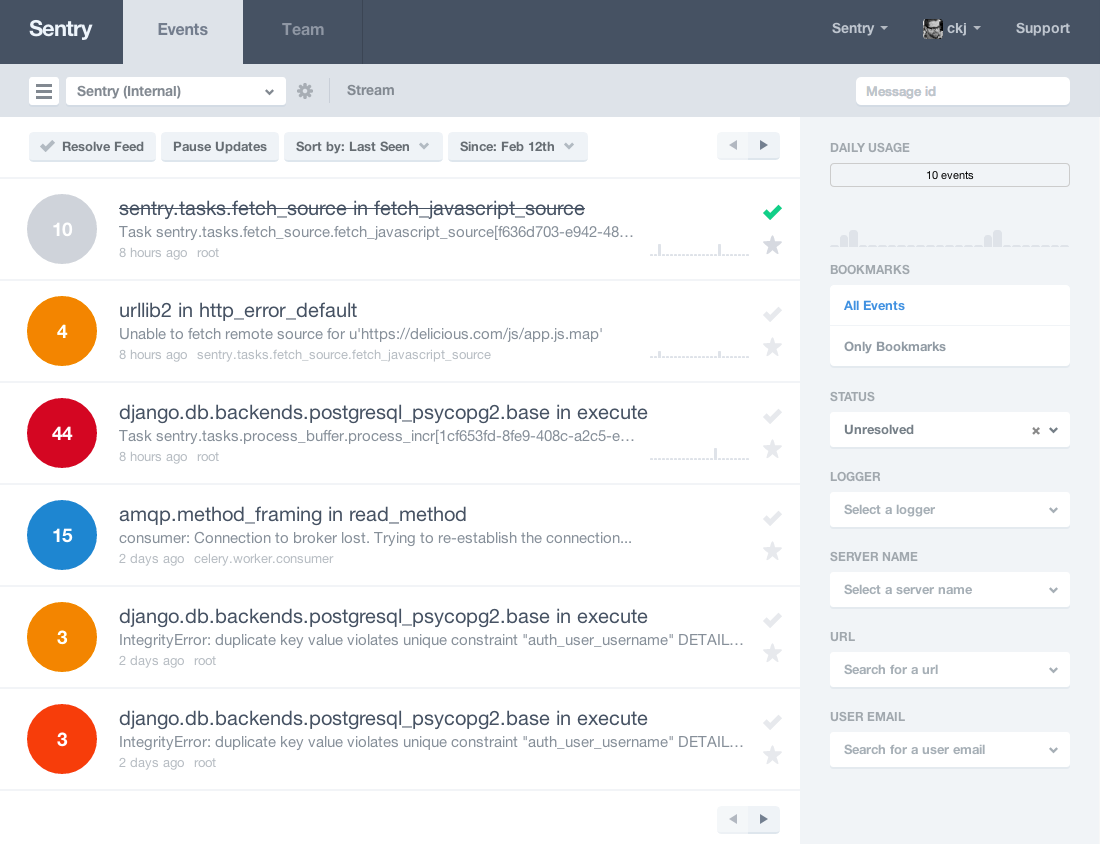 Sentry
Events
Team
Sentry
ckj
Support
Sentry (Internal)
Stream
Message id
Resolve Feed
Pause Updates
Sort by: Last Seen
Since: Feb 12th
10
sentry.tasks.fetch_source in fetch_javascript_source
Task sentry.tasks.fetch_source.fetch_javascript_source[f636d703-e942-48…
8 hours ago root
4
urllib2 in http_error_default
Unable to fetch remote source for u'https://delicious.com/js/app.js.map'
8 hours ago sentry.tasks.fetch_source.fetch_javascript_source
44
django.db.backends.postgresql_psycopg2.base in execute
Task sentry.tasks.process_buffer.process_incr[1cf653fd-8fe9-408c-a2c5-e…
8 hours ago root
15
amqp.method_framing in read_method
consumer: Connection to broker lost. Trying to re-establish the connection...
2 days ago celery.worker.consumer
3
django.db.backends.postgresql_psycopg2.base in execute
IntegrityError: duplicate key value violates unique constraint "auth_user_username" DETAIL…
2 days ago root
3
django.db.backends.postgresql_psycopg2.base in execute
IntegrityError: duplicate key value violates unique constraint "auth_user_username" DETAIL…
2 days ago root
DAILY USAGE
10 events
BOOKMARKS
All Events
Only Bookmarks
STATUS
Unresolved
LOGGER
Select a logger
SERVER NAME
Select a server name
URL
Search for a url
USER EMAIL
Search for a user email